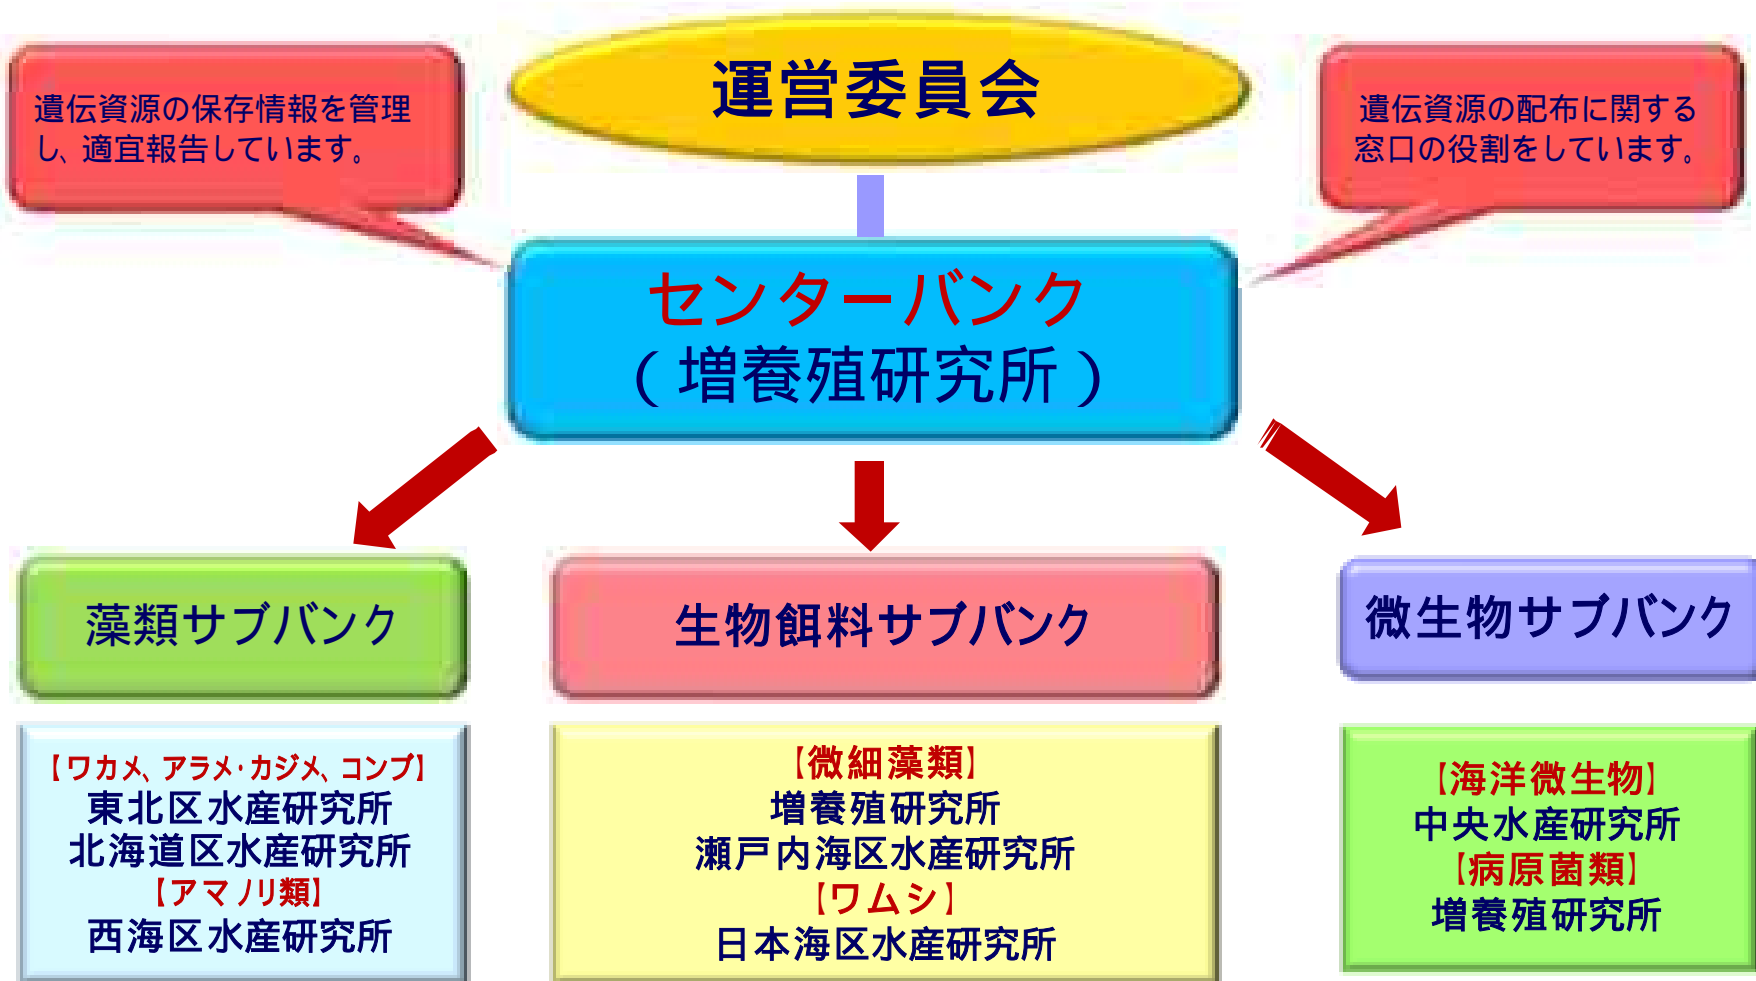 運営委員会
遺伝資源の保存情報を管理
し、適宜報告しています。
遺伝資源の配布に関する
窓口の役割をしています。
センターバンク
(増養殖研究所)
藻類サブバンク
生物餌料サブバンク
微生物サブバンク
【ワカメ、アラメ・カジメ、コンブ】
東北区水産研究所
北海道区水産研究所
【アマノリ類】
西海区水産研究所
【微細藻類】
増養殖研究所
瀬戸内海区水産研究所
【ワムシ】
日本海区水産研究所
【海洋微生物】
中央水産研究所
【病原菌類】
増養殖研究所